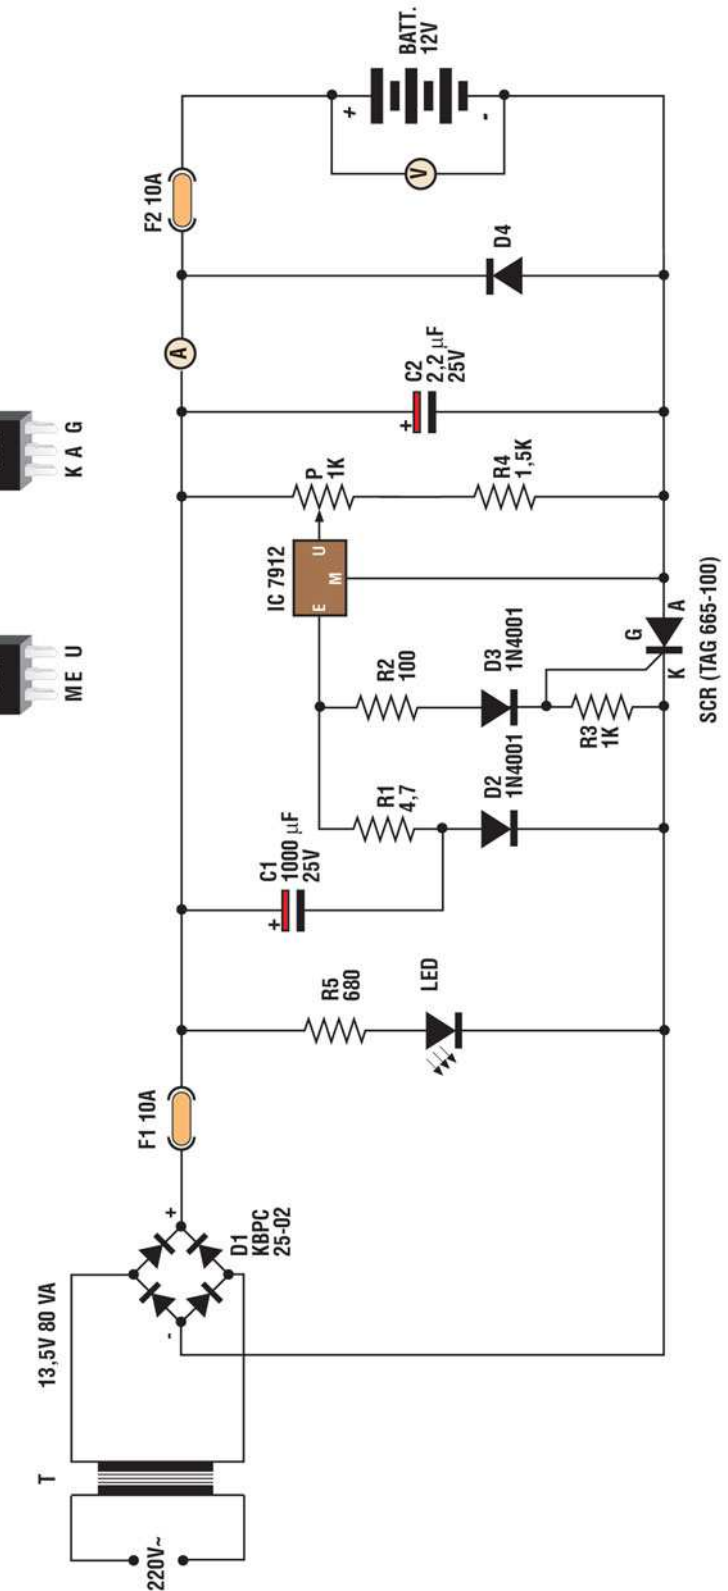 T
220V~
13,5V 80 VA
-
+
D1
KBPC
25-02
F1 10A
R5
680
LED
+
C1
1000 µF
25V
R1
4,7
D2
1N4001
R2
100
D3
1N4001
R3
1K
M E U
IC 7912
E
M
U
G
K
A
SCR (TAG 665-100)
K A G
P
1K
R4
1,5K
+
C2
2,2 µF
25V
A
D4
F2 10A
V
+
-
BATT.
12V